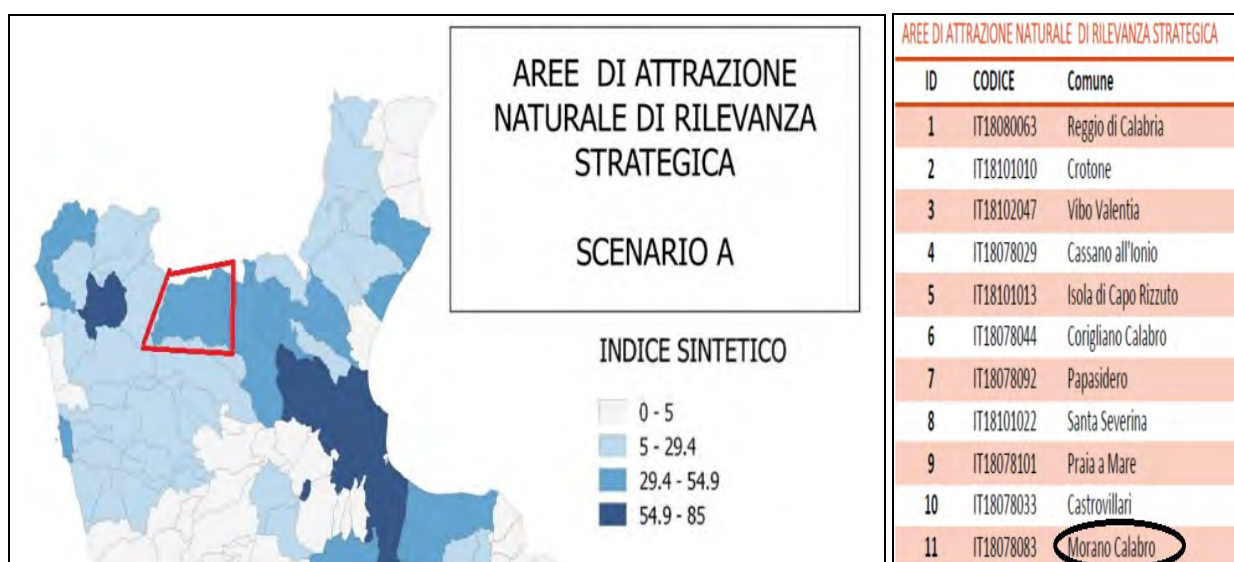 AREE DI ATTRAZIONE
NATURALE DI RILEVANZA
STRATEGICA
SCENARIO A
INDICE SINTETICO
0 - 5
5 - 29.4
29.4 - 54.9
54.9 - 85
AREE DI ATTRAZIONE NATURALE DI RILEVANZA STRATEGICA
ID CODICE Comune
1 IT18080063 Reggio di Calabria
2 IT18101010 Crotone
3 IT18102047 Vibo Valentia
4 IT18078029 Cassano all'Ionio
5 IT18101013 Isola di Capo Rizzuto
6 IT18078044 Corigliano Calabro
7 IT18078092 Papasidero
8 IT18101022 Santa Severina
9 IT18078101 Praia a Mare
10 IT18078033 Castrovillari
11 IT18078083 Morano Calabro